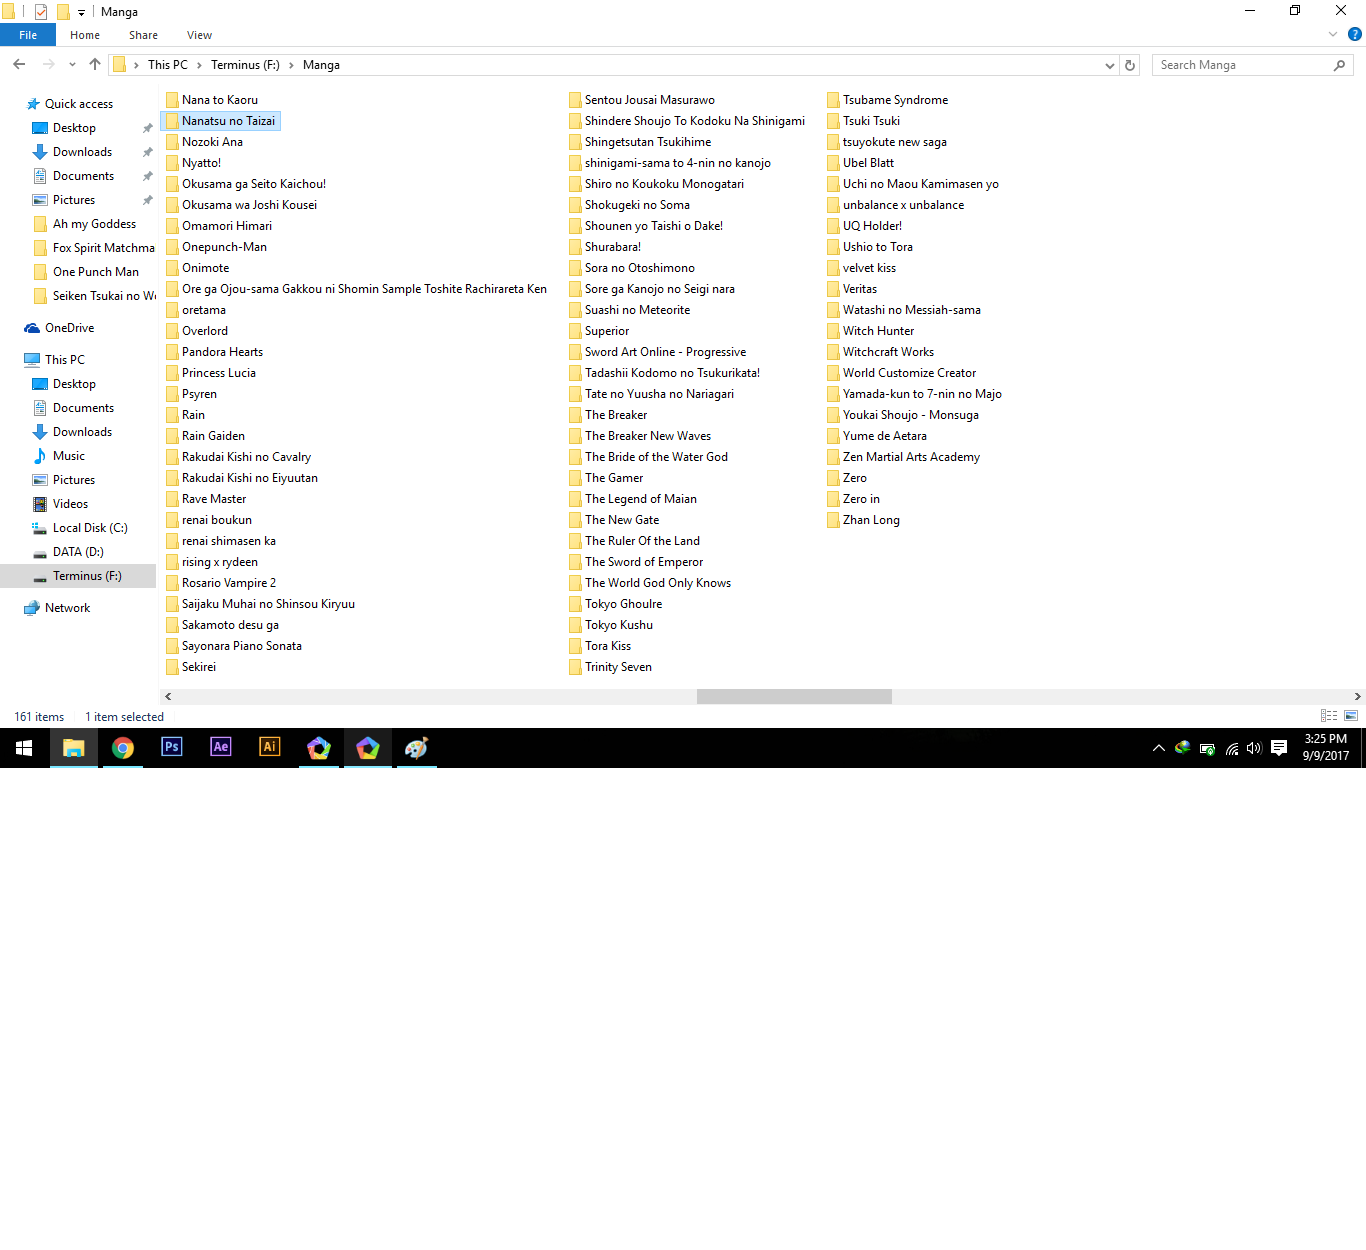 Manga
File Home Share View
This PC Terminus (F:) Manga
Search Manga
Quick access
Desktop
Downloads
Documents
Pictures
Ah my Goddess
Fox Spirit Matchma
One Punch Man
Seiken Tsukai no W
OneDrive
This PC
Desktop
Documents
Downloads
Music
Pictures
Videos
Local Disk (C:)
DATA (D:)
Terminus (F:)
Network
Nana to Kaoru
Nanatsu no Taizai
Nozoki Ana
Nyatto!
Okusama ga Seito Kaichou!
Okusama wa Joshi Kousei
Omamori Himari
Onepunch-Man
Onimote
Ore ga Ojou-sama Gakkou ni Shomin Sample Toshite Rachirareta Ken
oretama
Overlord
Pandora Hearts
Princess Lucia
Psyren
Rain
Rain Gaiden
Rakudai Kishi no Cavalry
Rakudai Kishi no Eiyuutan
Rave Master
renai boukun
renai shimasen ka
rising x rydeen
Rosario Vampire 2
Saijaku Muhai no Shinsou Kiryuu
Sakamoto desu ga
Sayonara Piano Sonata
Sekirei
Sentou Jousai Masurawo
Shindere Shoujo To Kodoku Na Shinigami
Shingetsutan Tsukihime
shinigami-sama to 4-nin no kanojo
Shiro no Koukoku Monogatari
Shokugeki no Soma
Shounen yo Taishi o Dake!
Shurabara!
Sora no Otoshimono
Sore ga Kanojo no Seigi nara
Suashi no Meteorite
Superior
Sword Art Online - Progressive
Tadashii Kodomo no Tsukurikata!
Tate no Yuusha no Nariagari
The Breaker
The Breaker New Waves
The Bride of the Water God
The Gamer
The Legend of Maian
The New Gate
The Ruler Of the Land
The Sword of Emperor
The World God Only Knows
Tokyo Ghoulre
Tokyo Kushu
Tora Kiss
Trinity Seven
Tsubame Syndrome
Tsuki Tsuki
tsuyokute new saga
Ubel Blatt
Uchi no Maou Kamimasen yo
unbalance x unbalance
UQ Holder!
Ushio to Tora
velvet kiss
Veritas
Watashi no Messiah-sama
Witch Hunter
Witchcraft Works
World Customize Creator
Yamada-kun to 7-nin no Majo
Youkai Shoujo - Monsuga
Yume de Aetara
Zen Martial Arts Academy
Zero
Zero in
Zhan Long
161 items 1 item selected
Ps Ae Ai
3:25 PM
9/9/2017